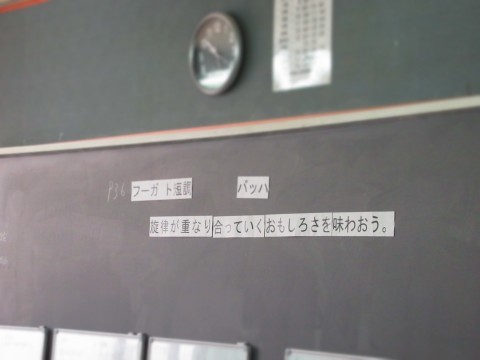 フーガ ト短調 バッハ
旋律が重なり合っていくおもしろさを味わおう。